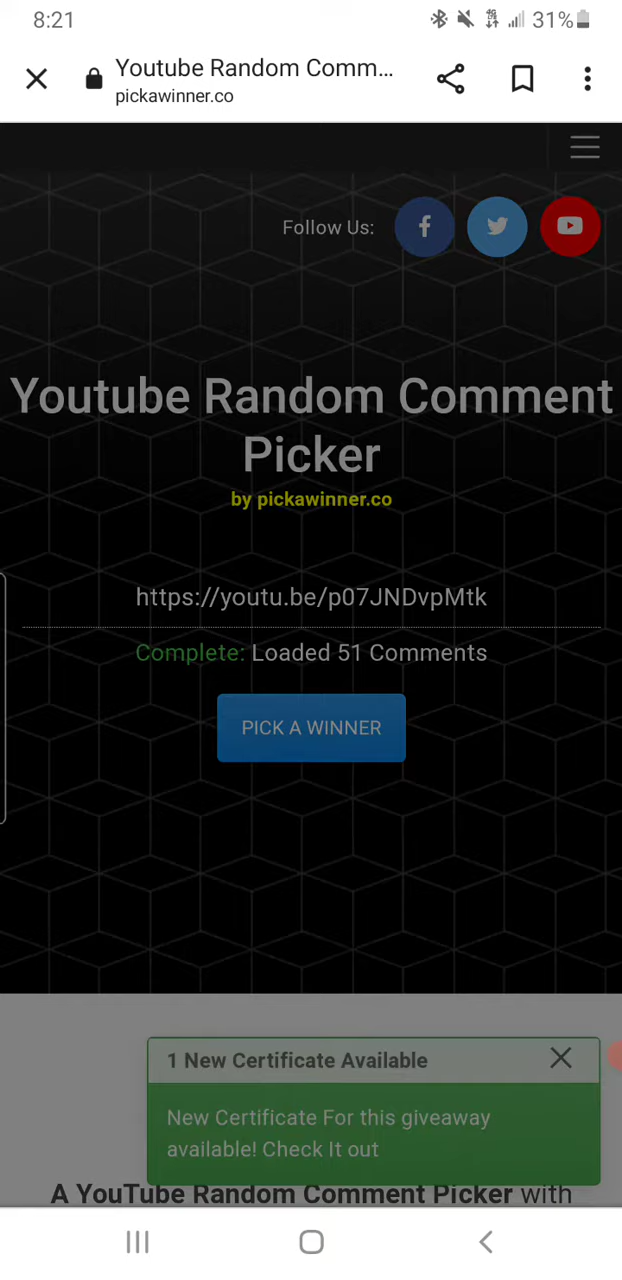 8:21
4G 31%
Youtube Random Comm...
pickawinner.co
Follow Us:
Youtube Random Comment
Picker
by pickawinner.co
https://youtu.be/p07JNDvpMtk
Complete: Loaded 51 Comments
PICK A WINNER
1 New Certificate Available
New Certificate For this giveaway
available! Check It out
A YouTube Random Comment Picker with